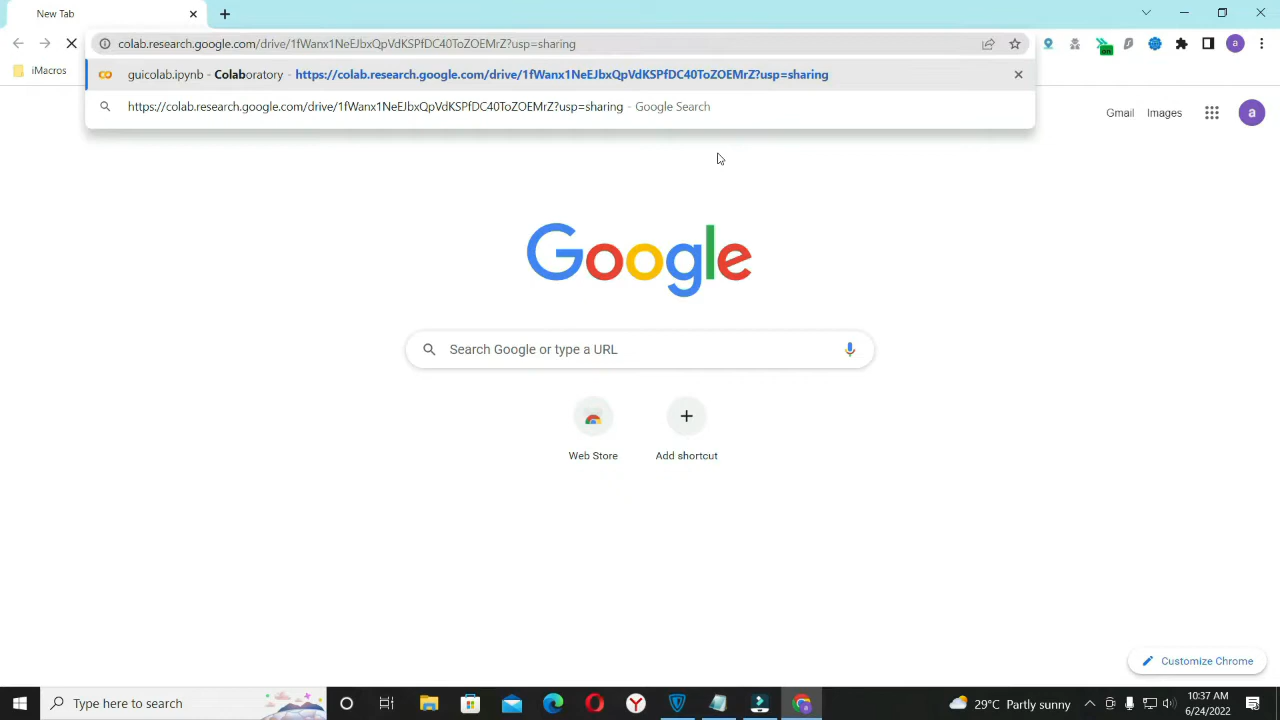 New Tab
colab.research.google.com/drive/1fWanx1NeEJbxQpVdKSPfDC40ToZOEMrZ?usp=sharing
on
a
iMacros
guicolab.ipynb - Colaboratory - https://colab.research.google.com/drive/1fWanx1NeEJbxQpVdKSPfDC40ToZOEMrZ?usp=sharing
https://colab.research.google.com/drive/1fWanx1NeEJbxQpVdKSPfDC40ToZOEMrZ?usp=sharing - Google Search
Gmail Images a
Google
Search Google or type a URL
Web Store Add shortcut
Customize Chrome
Type here to search
29°C Partly sunny
10:37 AM
6/24/2022